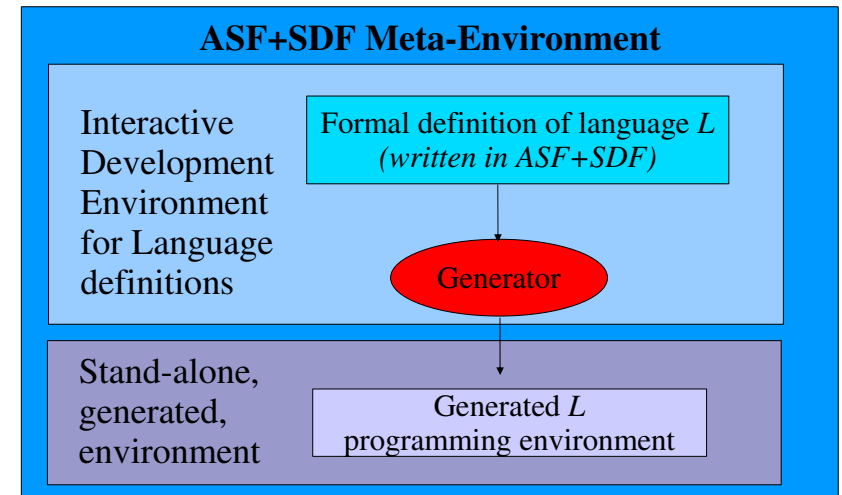 ASF+SDF Meta-Environment
Interactive
Development
Environment
for Language
definitions
Formal definition of language L
(written in ASF+SDF)
Generator
Stand-alone,
generated,
environment
Generated L
programming environment